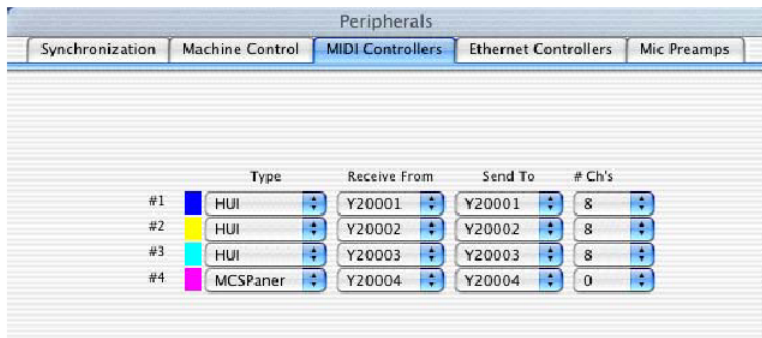 Peripherals
Synchronization Machine Control MIDI Controllers Ethernet Controllers Mic Preamps
Type Receive From Send To # Ch's
#1 HUI Y20001 Y20001 8
#2 HUI Y20002 Y20002 8
#3 HUI Y20003 Y20003 8
#4 MCSPaner Y20004 Y20004 0